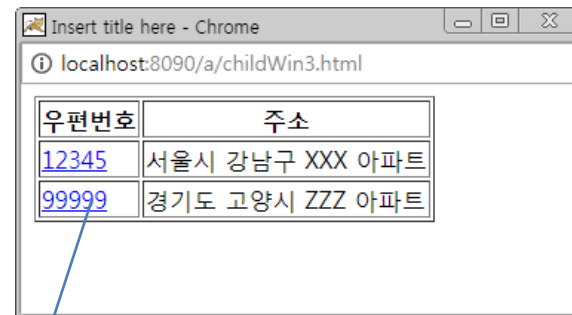 Insert title here - Chrome
localhost:8090/a/childWin3.html
우편번호 주소
12345 서울시 강남구 XXX 아파트
99999 경기도 고양시 ZZZ 아파트